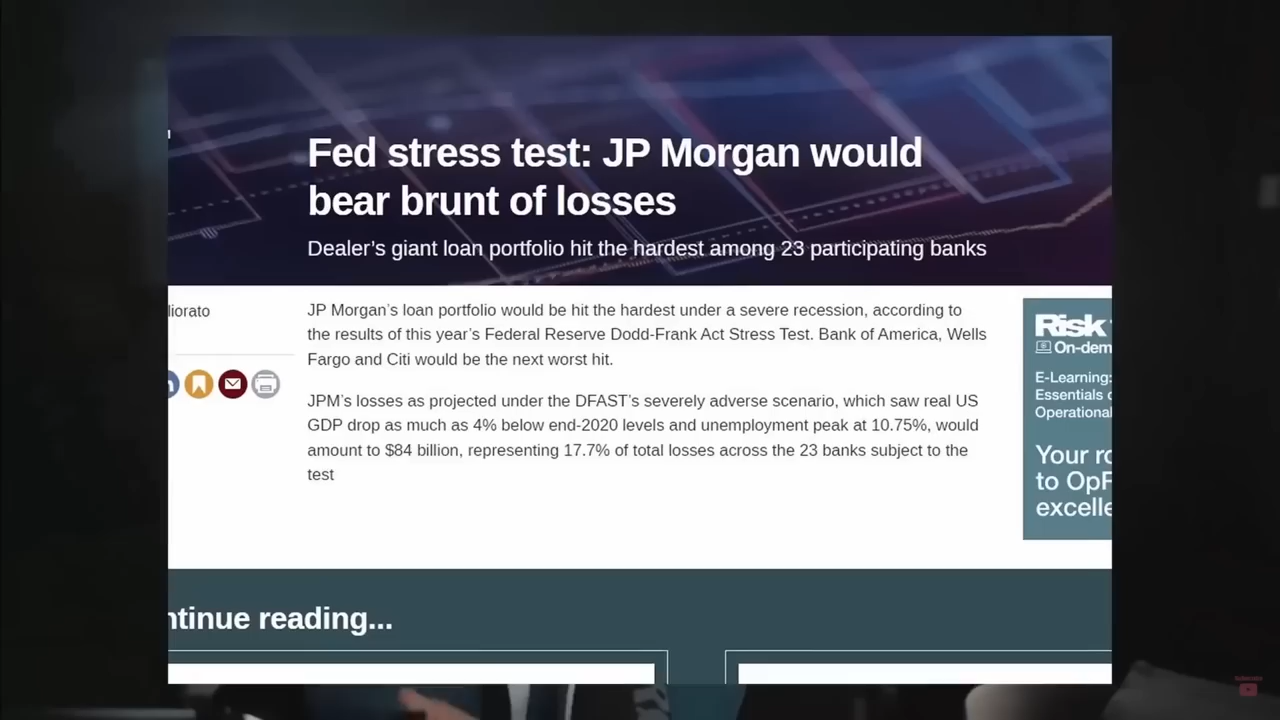 Fed stress test: JP Morgan would
bear brunt of losses
Dealer’s giant loan portfolio hit the hardest among 23 participating banks
liorato
JP Morgan’s loan portfolio would be hit the hardest under a severe recession, according to
the results of this year’s Federal Reserve Dodd-Frank Act Stress Test. Bank of America, Wells
Fargo and Citi would be the next worst hit.
JPM’s losses as projected under the DFAST’s severely adverse scenario, which saw real US
GDP drop as much as 4% below end-2020 levels and unemployment peak at 10.75%, would
amount to $84 billion, representing 17.7% of total losses across the 23 banks subject to the
test
Risk
On-dem
E-Learning:
Essentials
Operational
Your ro
to OpR
excelle
ntinue reading...